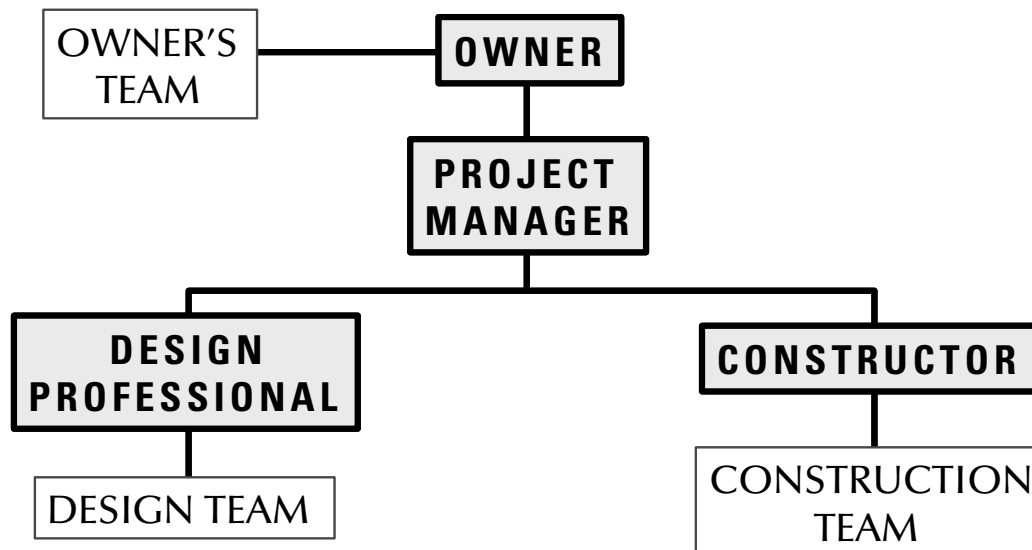 OWNER’S
TEAM
OWNER
PROJECT
MANAGER
DESIGN
PROFESSIONAL
CONSTRUCTOR
DESIGN TEAM
CONSTRUCTION
TEAM